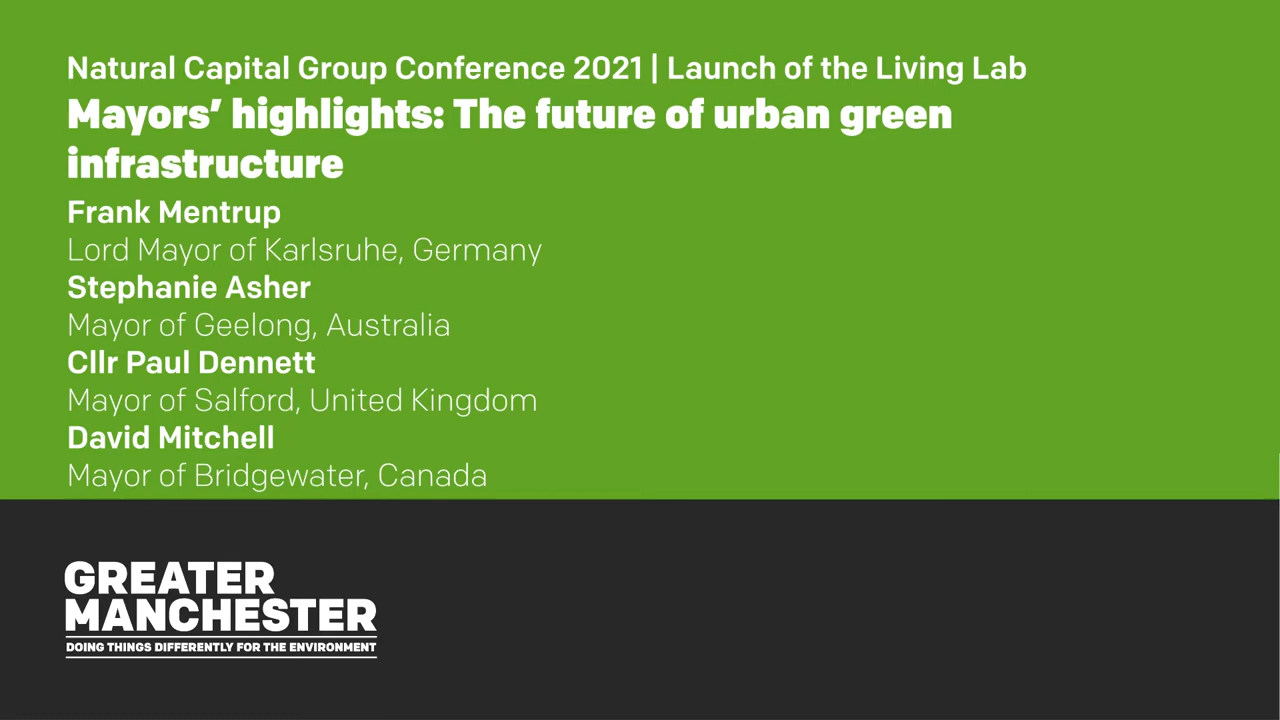 Natural Capital Group Conference 2021 | Launch of the Living Lab
Mayors’ highlights: The future of urban green
infrastructure
Frank Mentrup
Lord Mayor of Karlsruhe, Germany
Stephanie Asher
Mayor of Geelong, Australia
Cllr Paul Dennett
Mayor of Salford, United Kingdom
David Mitchell
Mayor of Bridgewater, Canada
GREATER
MANCHESTER
DOING THINGS DIFFERENTLY FOR THE ENVIRONMENT